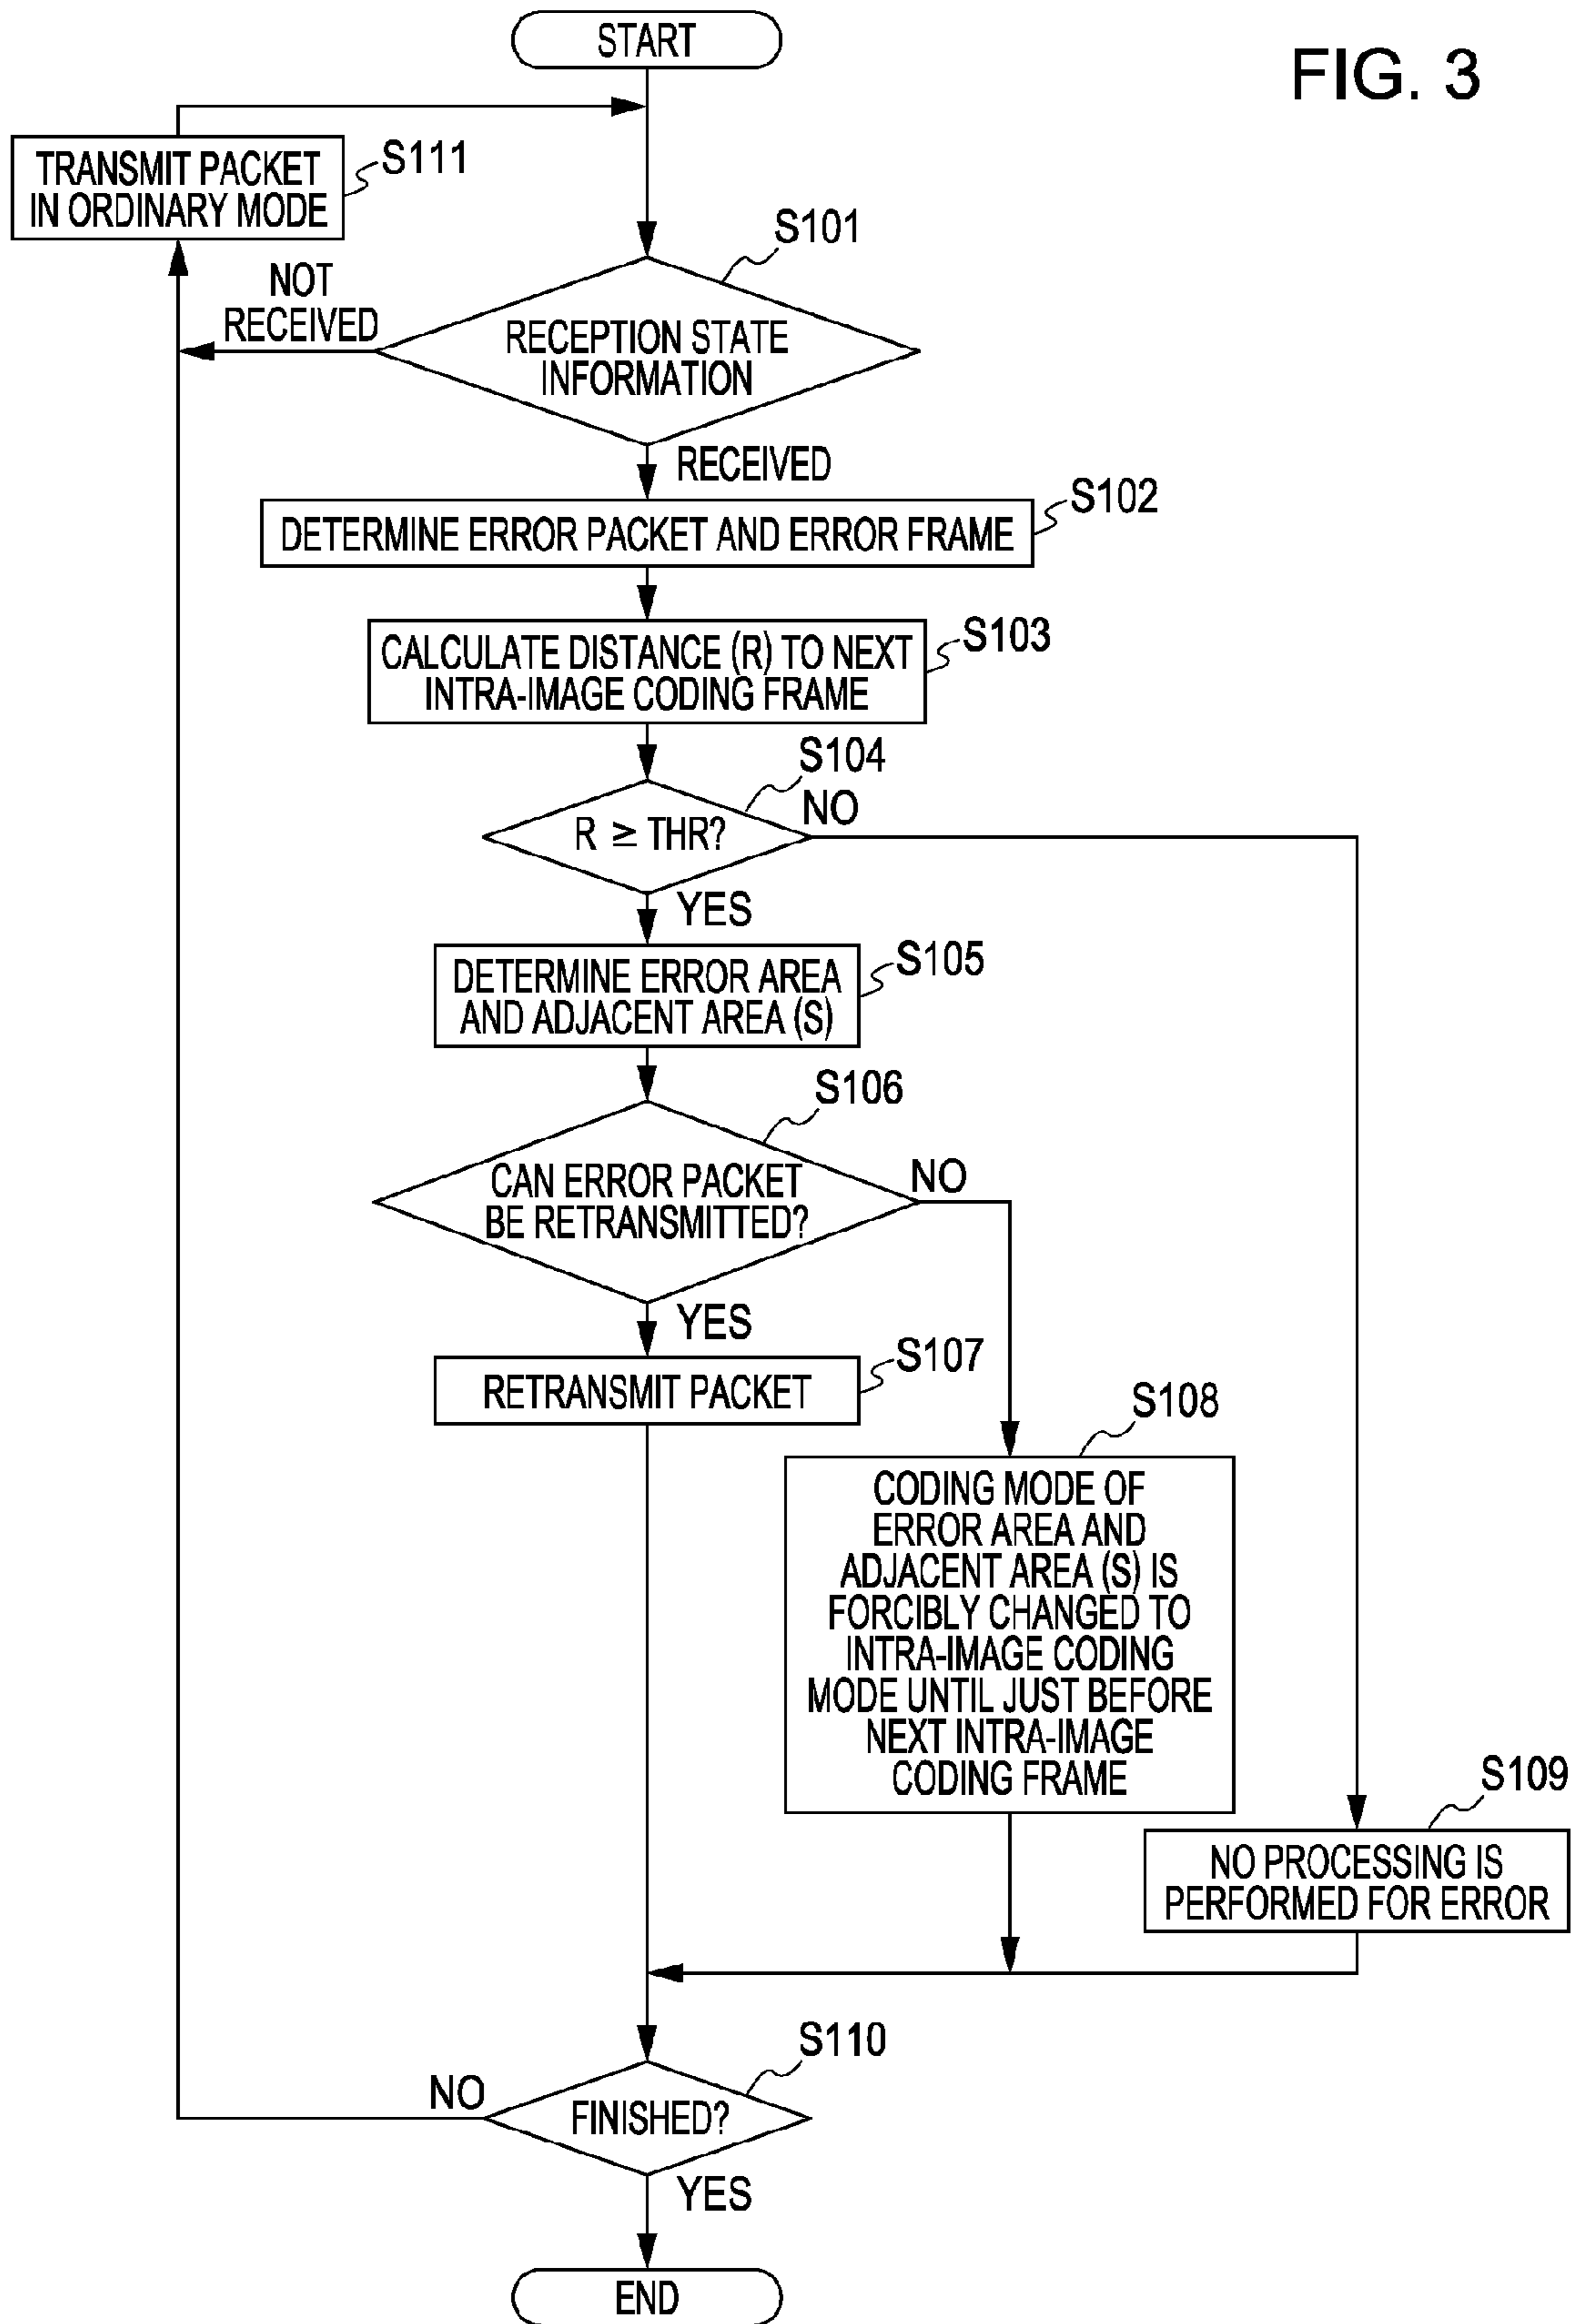 START
FIG. 3
TRANSMIT PACKET
IN ORDINARY MODE
S111
S101
NOT
RECEIVED
RECEPTION STATE
INFORMATION
RECEIVED
S102
DETERMINE ERROR PACKET AND ERROR FRAME
S103
CALCULATE DISTANCE (R) TO NEXT
INTRA-IMAGE CODING FRAME
S104
R ≥ THR?
NO
YES
S105
DETERMINE ERROR AREA
AND ADJACENT AREA (S)
S106
CAN ERROR PACKET
BE RETRANSMITTED?
NO
YES
S107
RETRANSMIT PACKET
S108
CODING MODE OF
ERROR AREA AND
ADJACENT AREA (S) IS
FORCIBLY CHANGED TO
INTRA-IMAGE CODING
MODE UNTIL JUST BEFORE
NEXT INTRA-IMAGE
CODING FRAME
S109
NO PROCESSING IS
PERFORMED FOR ERROR
S110
NO
FINISHED?
YES
END